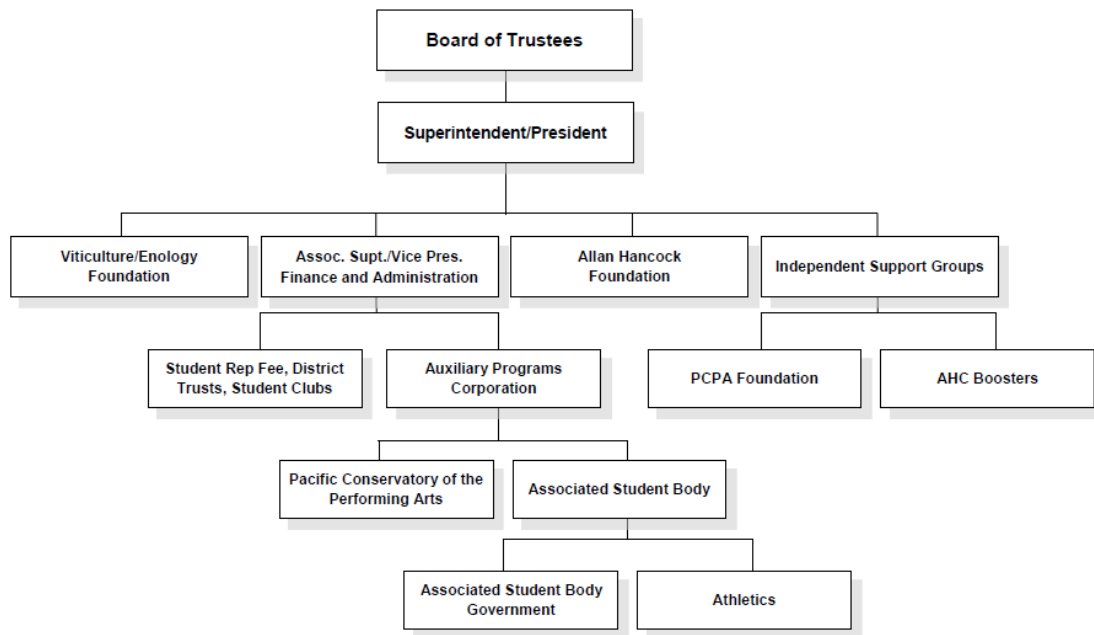 Board of Trustees
Superintendent/President
Viticulture/Enology
Foundation
Assoc. Supt./Vice Pres.
Finance and Administration
Allan Hancock
Foundation
Independent Support Groups
Student Rep Fee, District
Trusts, Student Clubs
Auxiliary Programs
Corporation
PCPA Foundation
AHC Boosters
Pacific Conservatory of the
Performing Arts
Associated Student Body
Associated Student Body
Government
Athletics